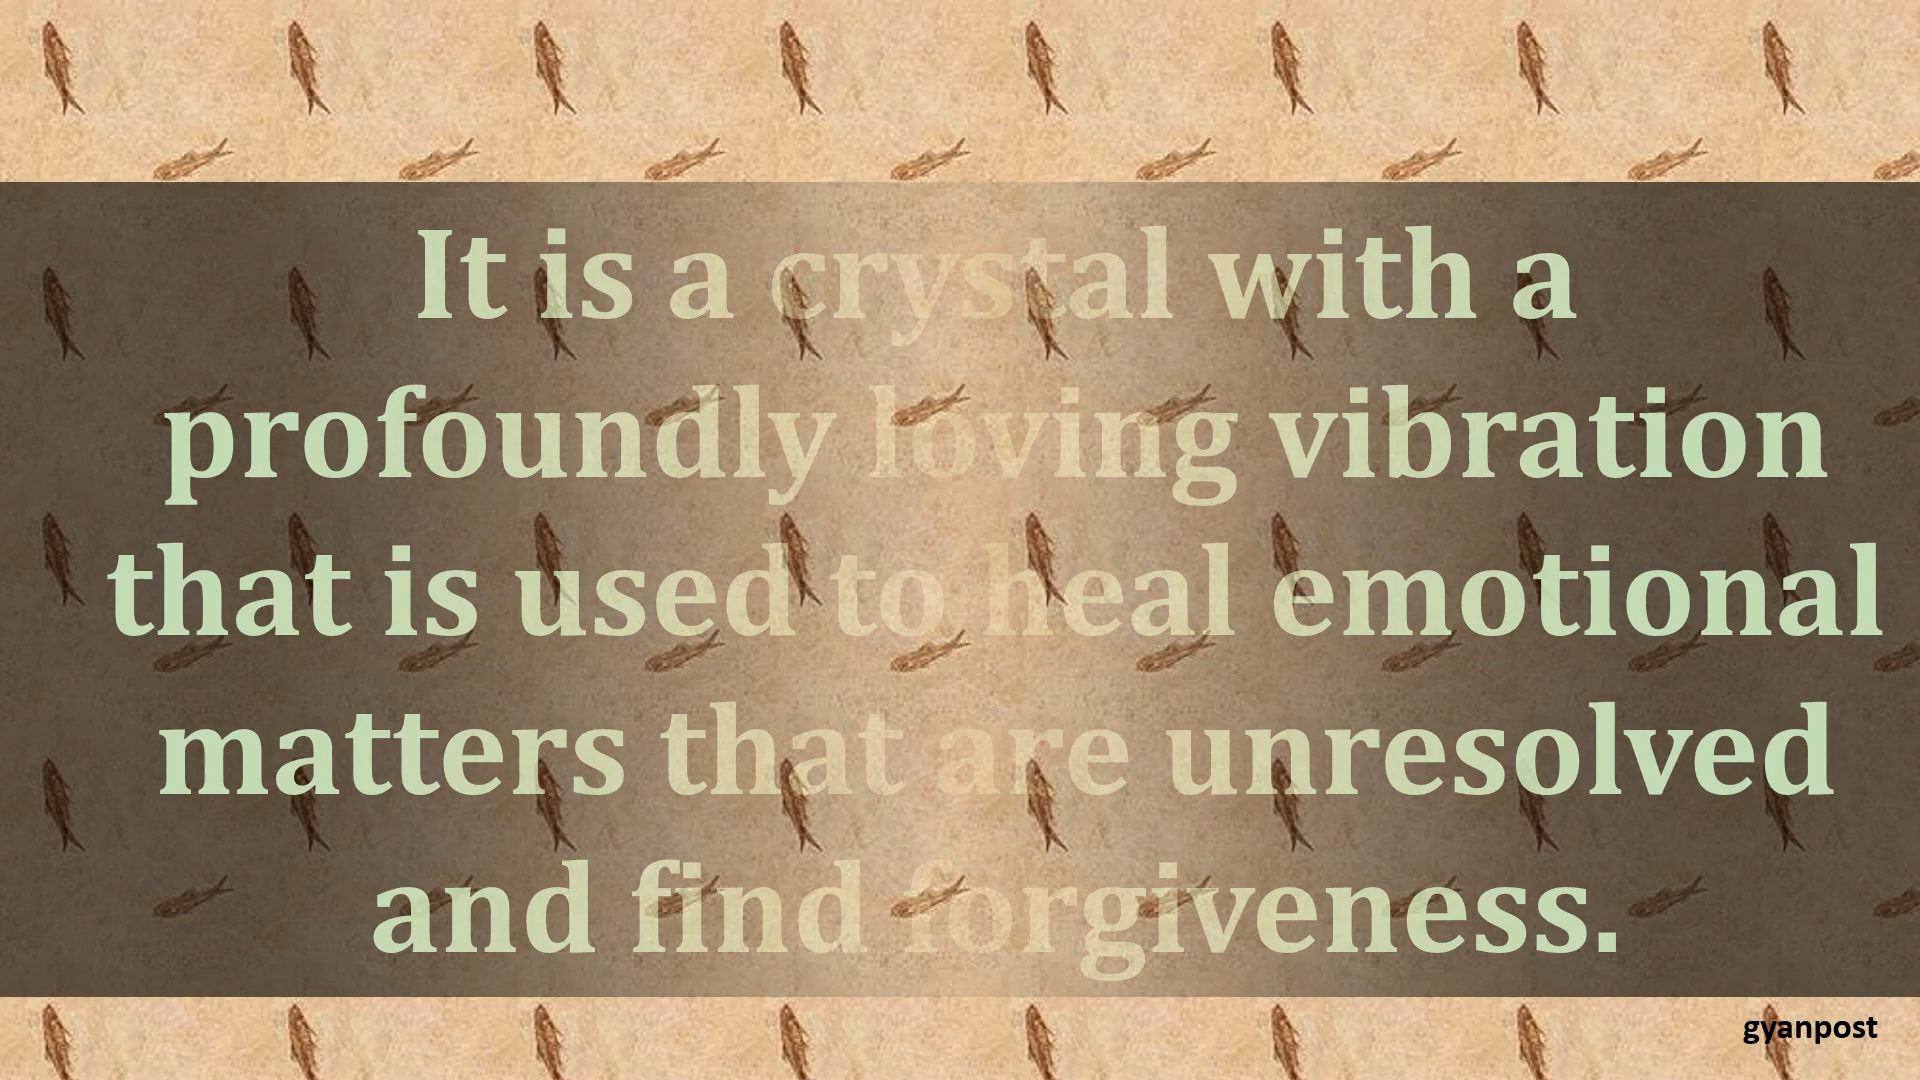 It is a crystal with a
profoundly loving vibration
that is used to heal emotional
matters that are unresolved
and find forgiveness.
gyanpost